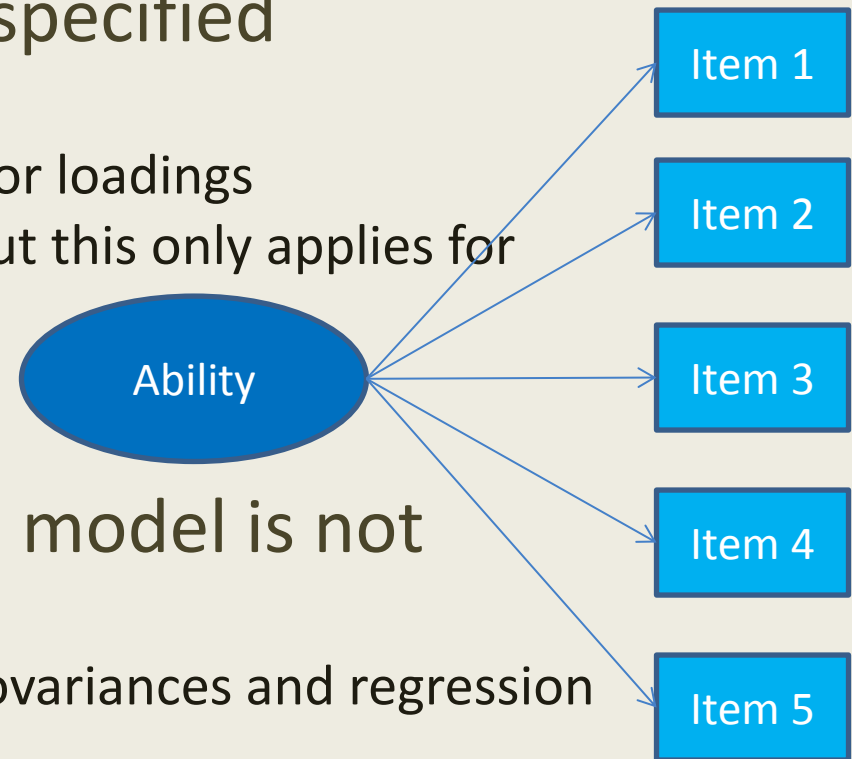 specified
or loadings
ut this only applies for
Ability
model is not
ovariances and regression
Item 1
Item 2
Item 3
Item 4
Item 5